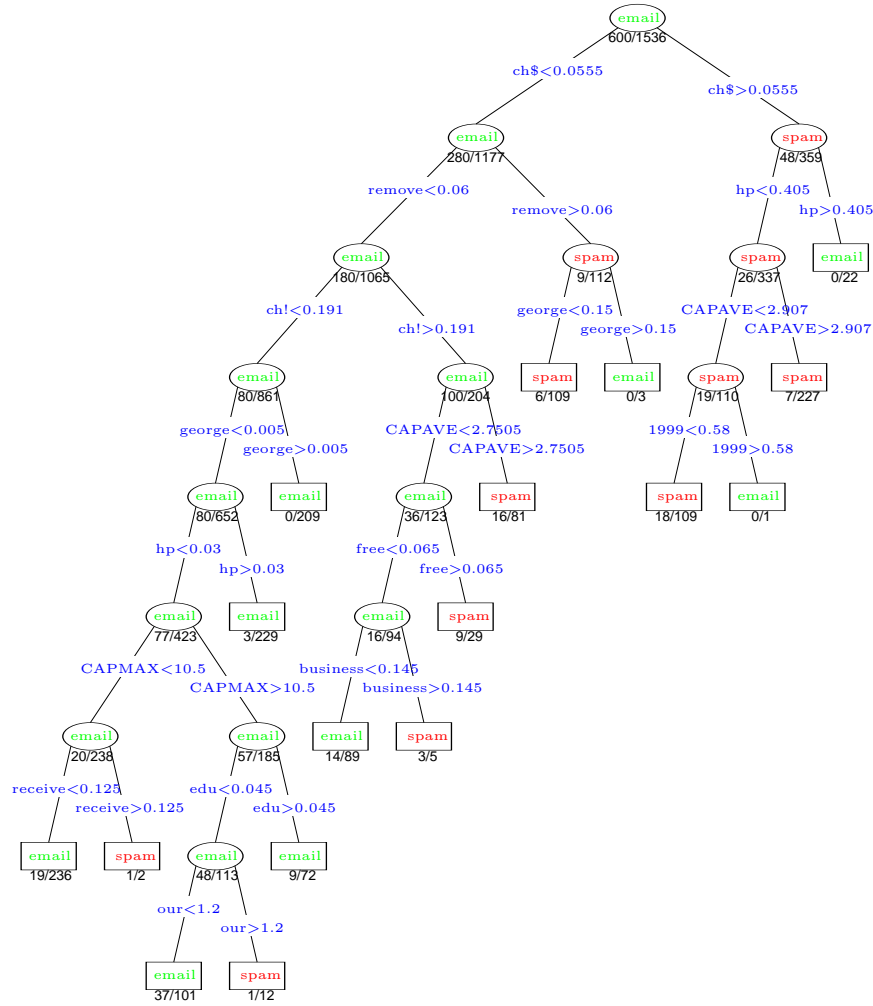 email
600/1536
ch$<0.0555
ch$>0.0555
email
280/1177
spam
48/359
remove<0.06
remove>0.06
hp<0.405
hp>0.405
email
180/1065
spam
9/112
spam
26/337
email
0/22
ch!<0.191
ch!>0.191
george<0.15
george>0.15
CAPAVE<2.907
CAPAVE>2.907
email
80/861
email
100/204
spam
6/109
email
0/3
spam
19/110
spam
7/227
george<0.005
george>0.005
CAPAVE<2.7505
CAPAVE>2.7505
1999<0.58
1999>0.58
email
80/652
email
0/209
email
36/123
spam
16/81
spam
18/109
email
0/1
hp<0.03
hp>0.03
free<0.065
free>0.065
email
77/423
email
3/229
email
16/94
spam
9/29
CAPMAX<10.5
CAPMAX>10.5
business<0.145
business>0.145
email
20/238
email
57/185
email
14/89
spam
3/5
receive<0.125
receive>0.125
edu<0.045
edu>0.045
email
19/236
spam
1/2
email
48/113
email
9/72
our<1.2
our>1.2
email
37/101
spam
1/12